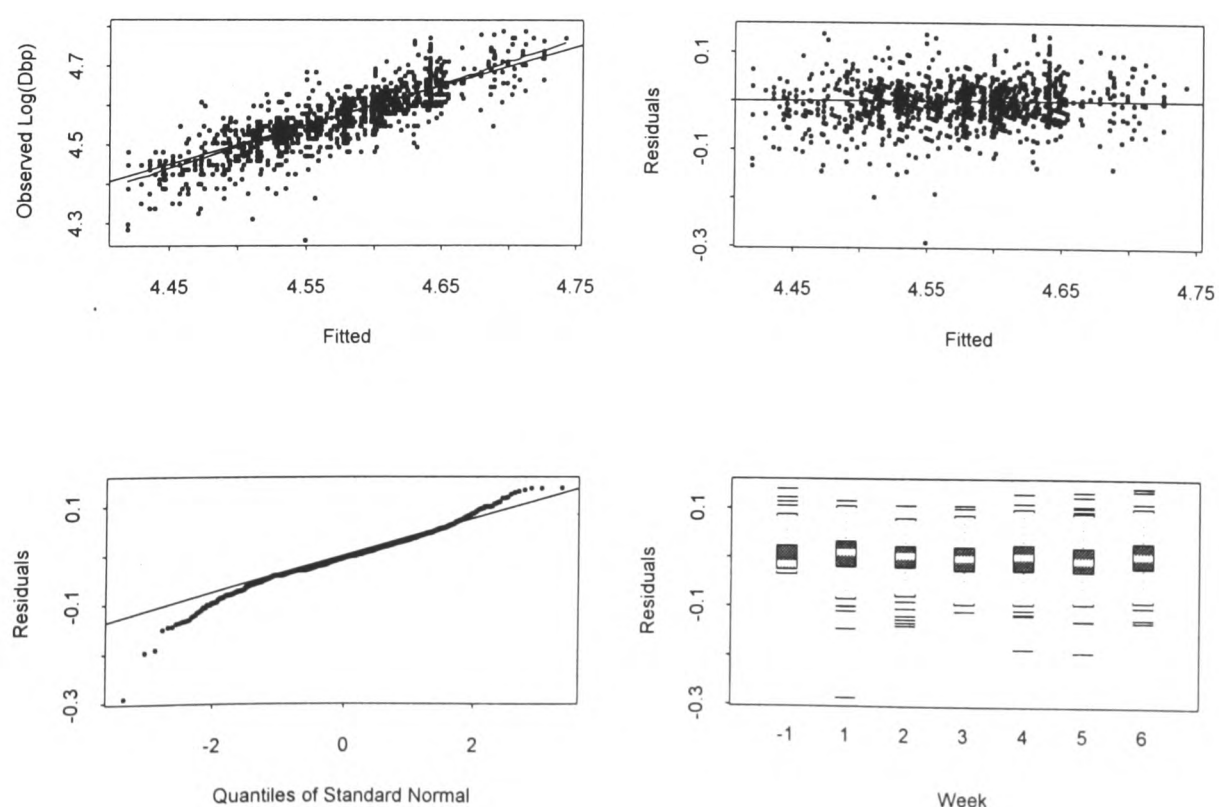 Observed Log(Dbp)
4.7
4.5
4.3
4.45 4.55 4.65 4.75
Fitted
Residuals
0.1
-0.1
-0.3
4.45 4.55 4.65 4.75
Fitted
Residuals
0.1
-0.1
-0.3
-2 0 2
Quantiles of Standard Normal
Residuals
0.1
-0.1
-0.3
-1 1 2 3 4 5 6
Week